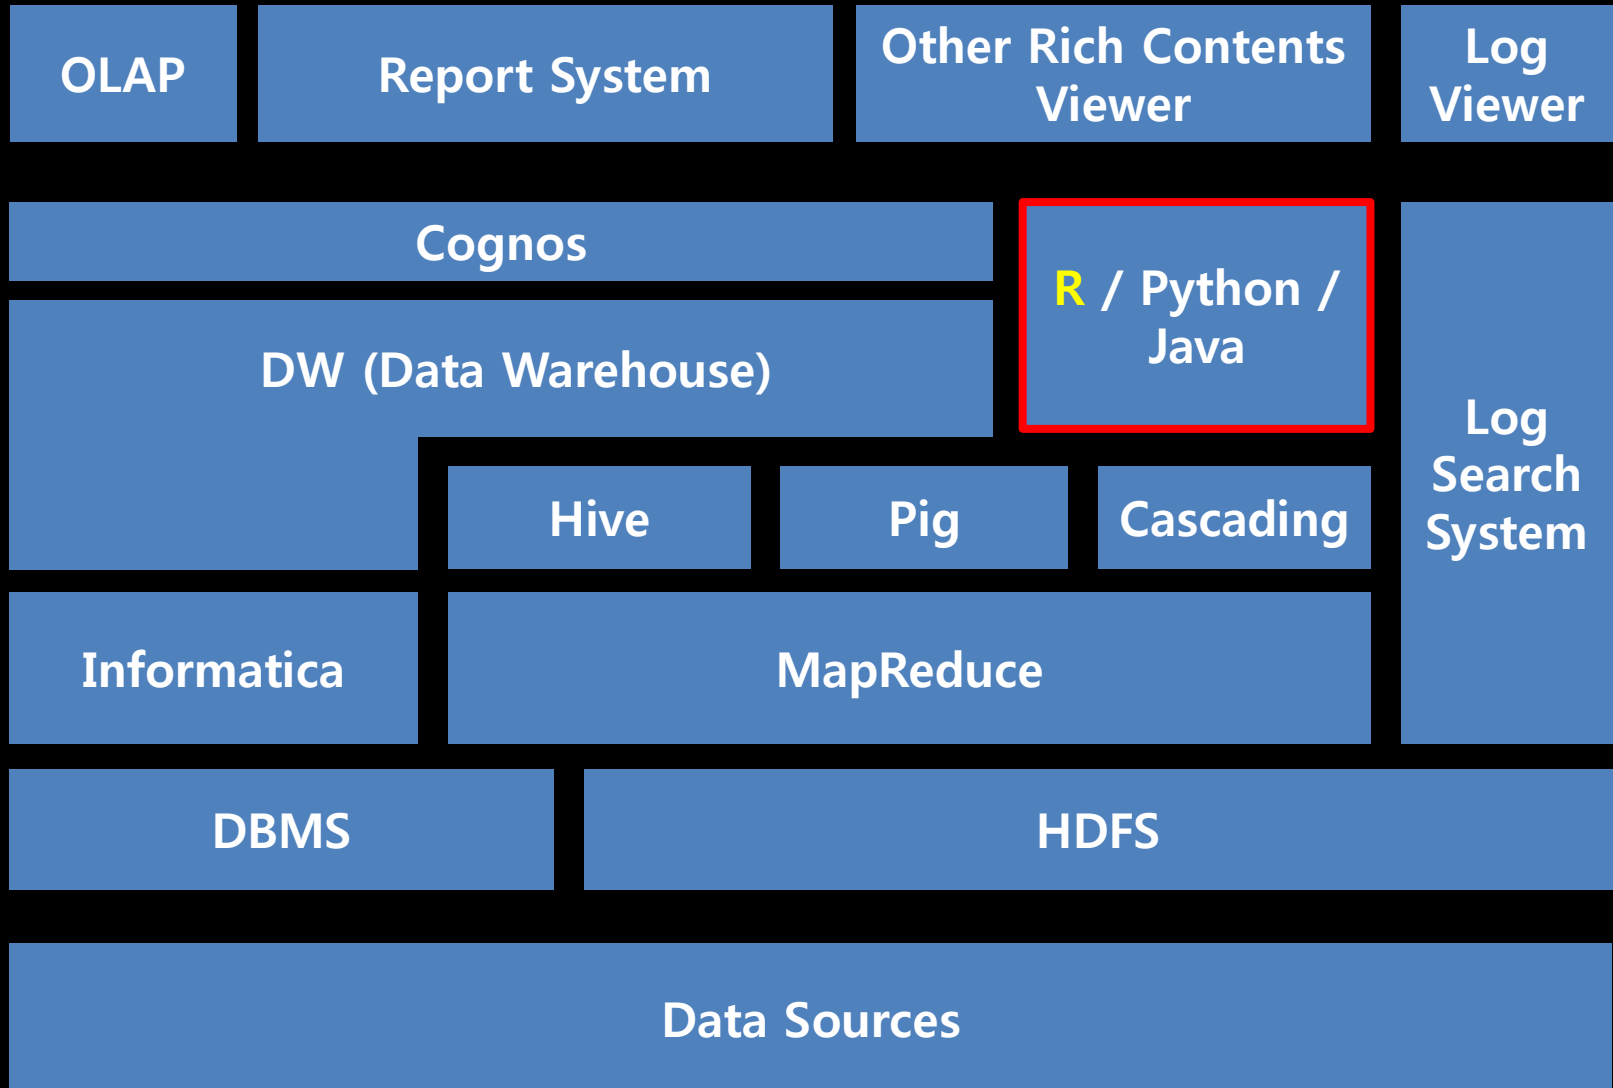 OLAP
Report System
Other Rich Contents
Viewer
Log
Viewer
Cognos
R / Python /
Java
DW (Data Warehouse)
Log
Search
System
Hive
Pig
Cascading
Informatica
MapReduce
DBMS
HDFS
Data Sources